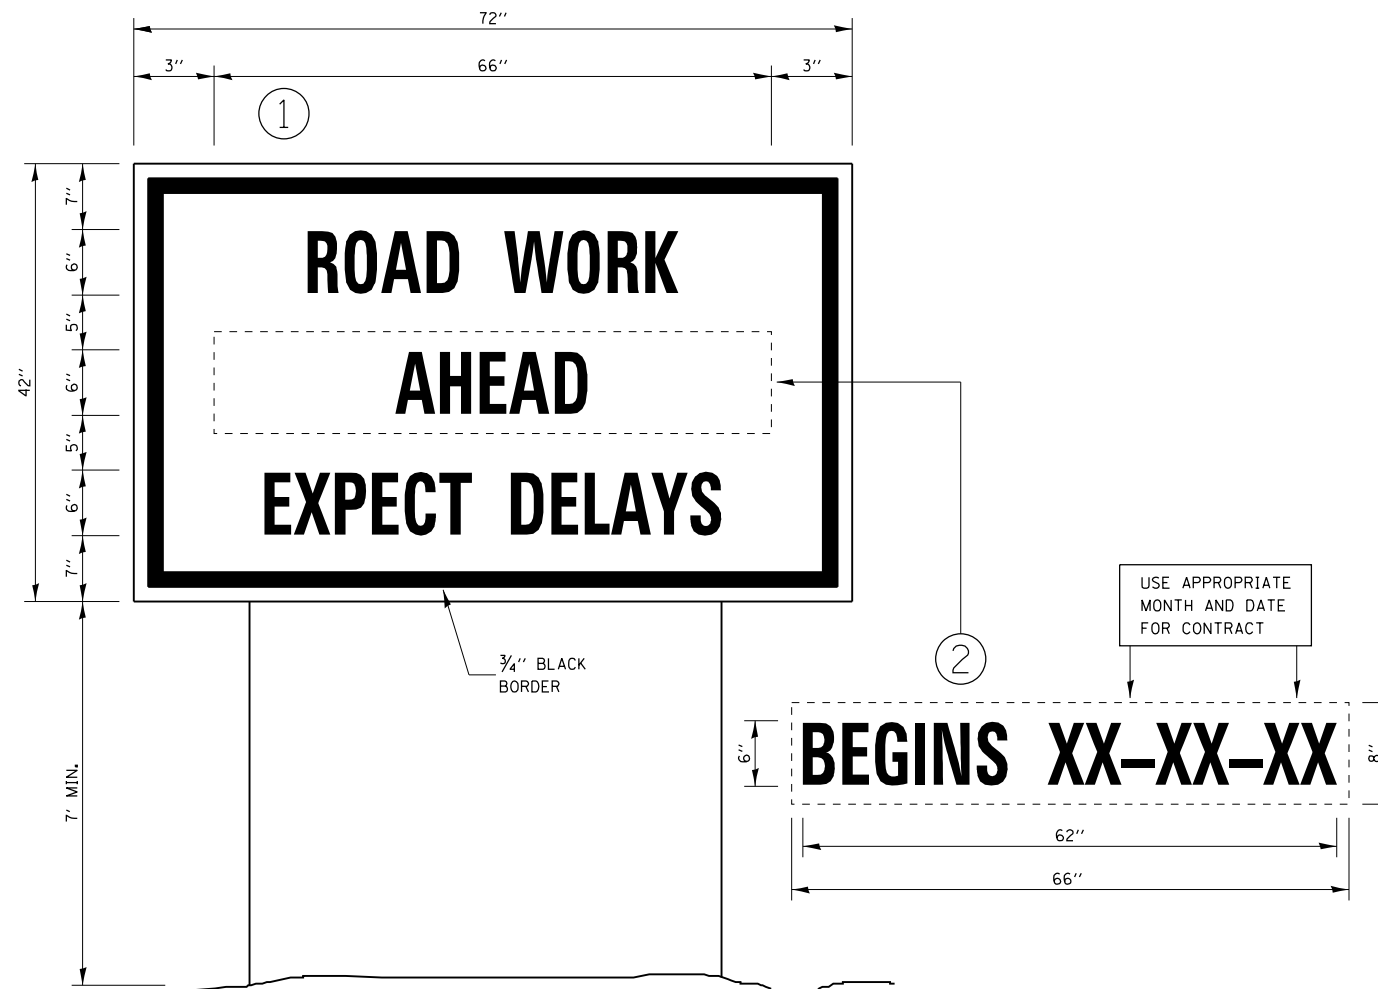 72''
3'' 66'' 3''
1
7''
6''
5''
6''
5''
6''
7''
42''
7' MIN.
ROAD WORK
AHEAD
EXPECT DELAYS
3/4'' BLACK
BORDER
2
USE APPROPRIATE
MONTH AND DATE
FOR CONTRACT
6''
BEGINS XX-XX-XX
8''
62''
66''